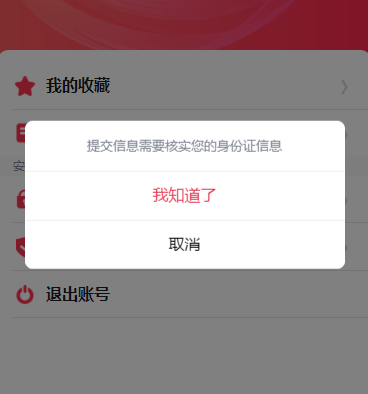 我的收藏
提交信息需要核实您的身份证信息
安
我知道了
取消
退出账号